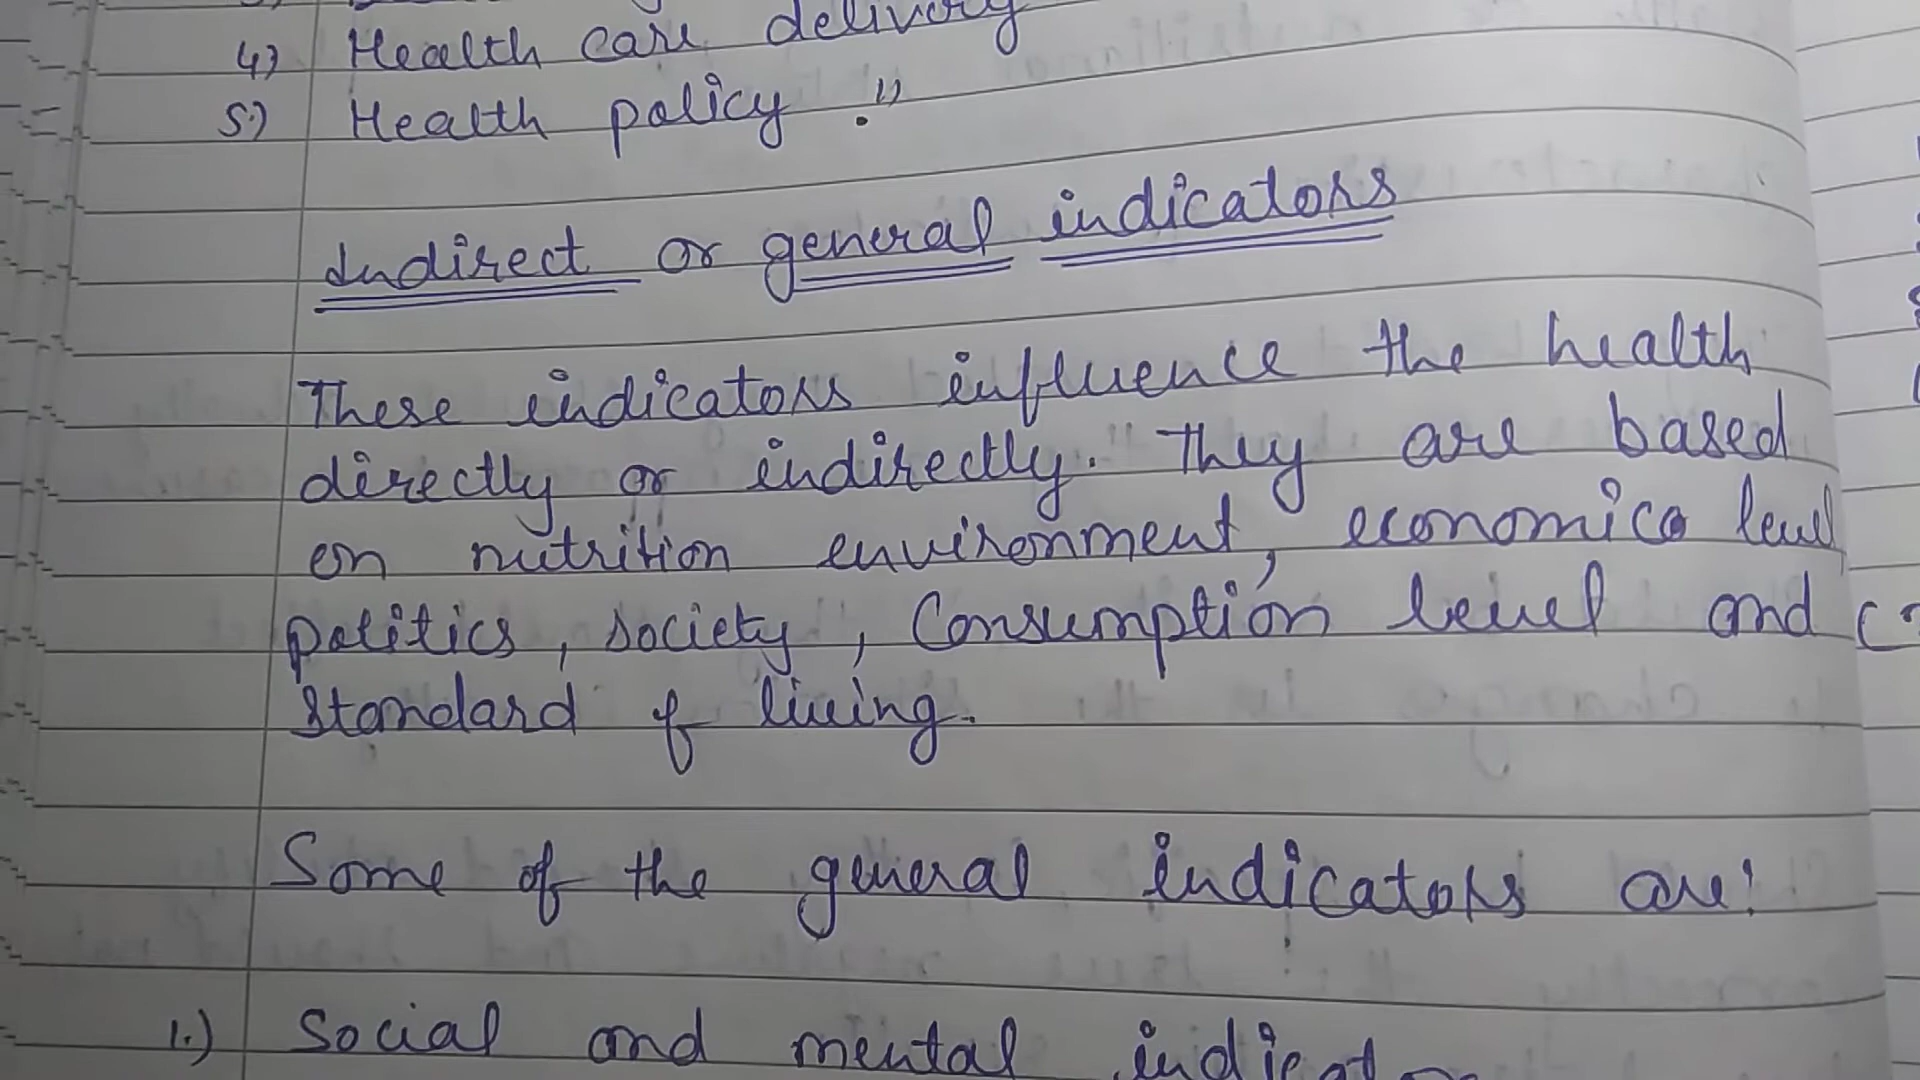 4) Health care delivery
5) Health policy ."
Indirect or general indicators
These indicators influence the health
directly or indirectly. They are based
on nutrition environment, economico level
politics, society, Consumption level and
standard of living.
Some of the general indicators are:
1.) Social and mental indicator